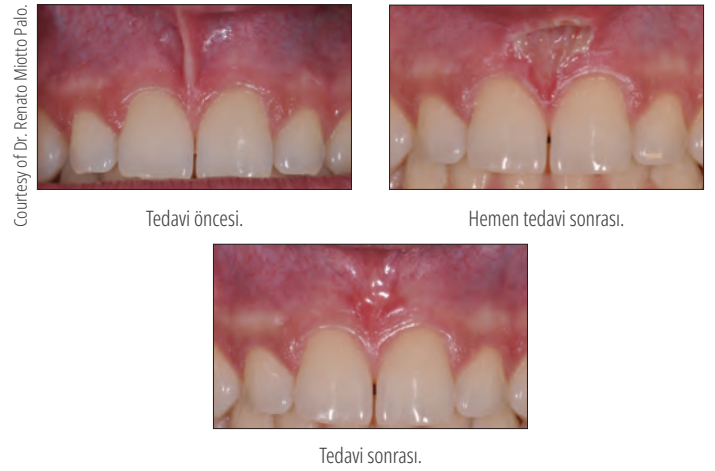 Courtesy of Dr. Renato Miotto Palo.
Tedavi öncesi.
Hemen tedavi sonrası.
Tedavi sonrası.